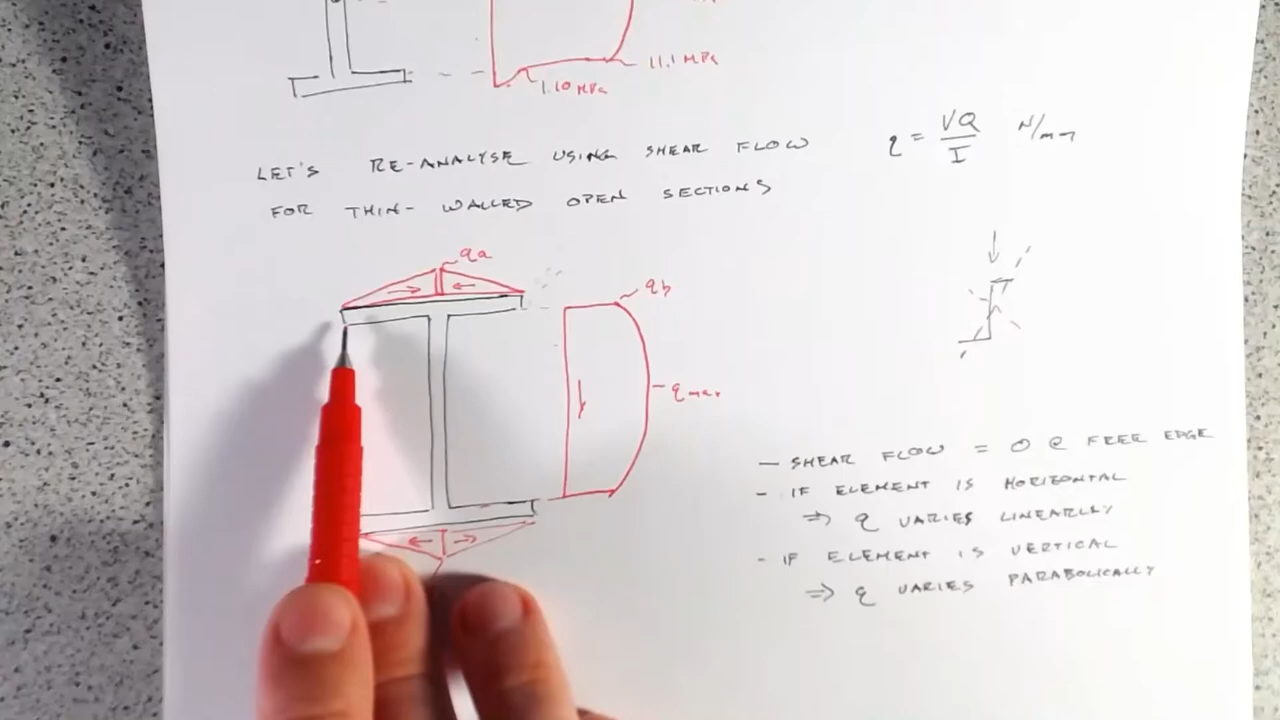 11.1 MPa
1.10 MPa
LET'S RE-ANALYSE USING SHEAR FLOW
FOR THIN-WALLED OPEN SECTIONS
q = VQ/I N/mm
qa
qb
qmax
- SHEAR FLOW = 0 @ FREE EDGE
- IF ELEMENT IS HORIZONTAL
⇒ q VARIES LINEARLY
- IF ELEMENT IS VERTICAL
⇒ q VARIES PARABOLICALLY